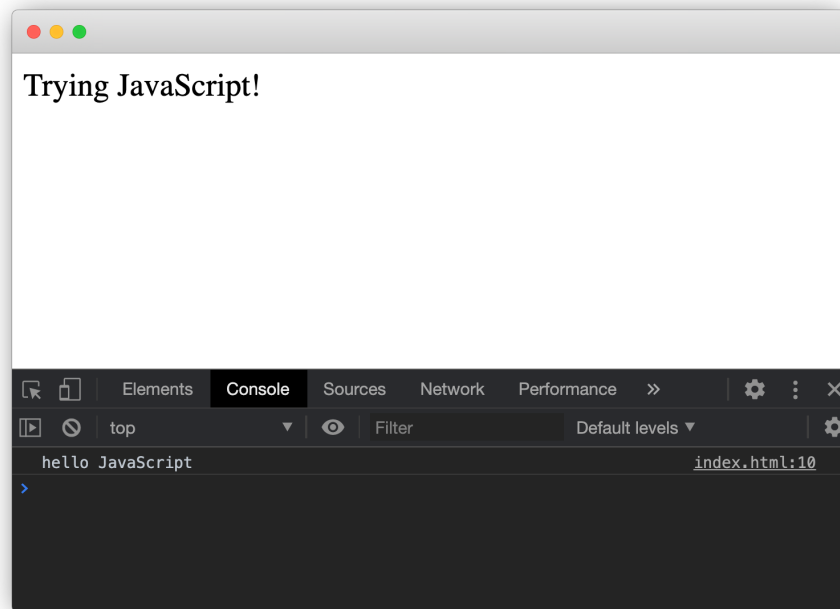 Trying JavaScript!
Elements Console Sources Network Performance »
top Filter Default levels
hello JavaScript index.html:10